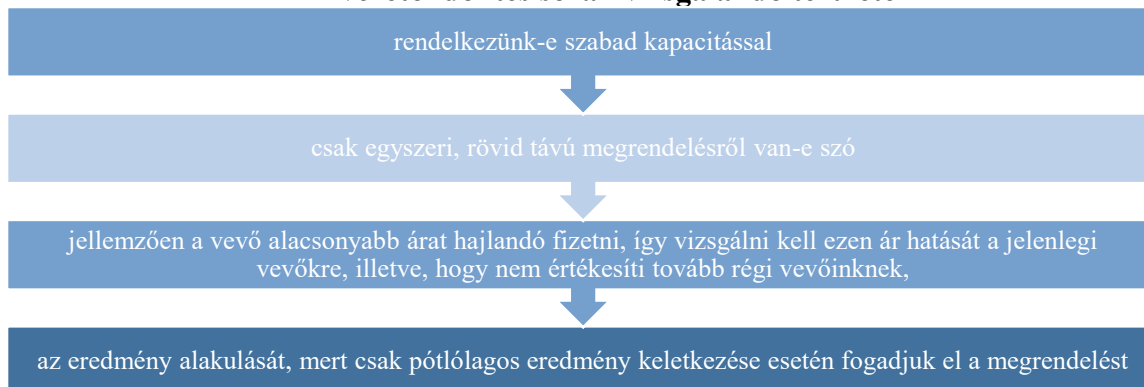 rendelkezünk-e szabad kapacitással
csak egyszeri, rövid távú megrendelésről van-e szó
jellemzően a vevő alacsonyabb árat hajlandó fizetni, így vizsgálni kell ezen ár hatását a jelenlegi
vevőkre, illetve, hogy nem értékesíti tovább régi vevőinknek,
az eredmény alakulását, mert csak pótlólagos eredmény keletkezése esetén fogadjuk el a megrendelést